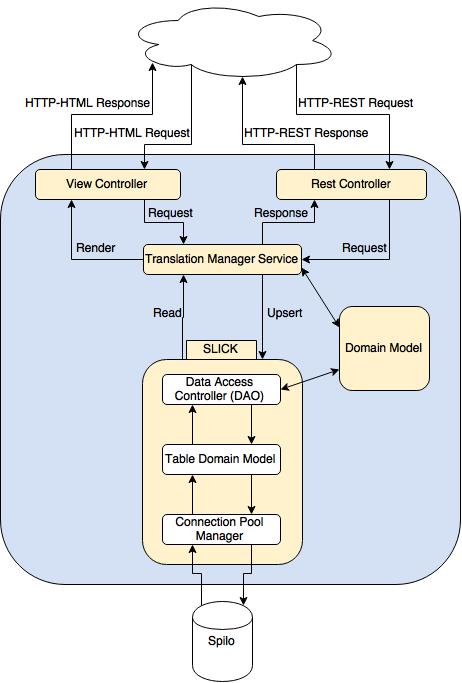 HTTP-HTML Response
HTTP-REST Request
HTTP-HTML Request
HTTP-REST Response
View Controller
Rest Controller
Request
Response
Render
Request
Translation Manager Service
Read
Upsert
Domain Model
SLICK
Data Access
Controller (DAO)
Table Domain Model
Connection Pool
Manager
Spilo